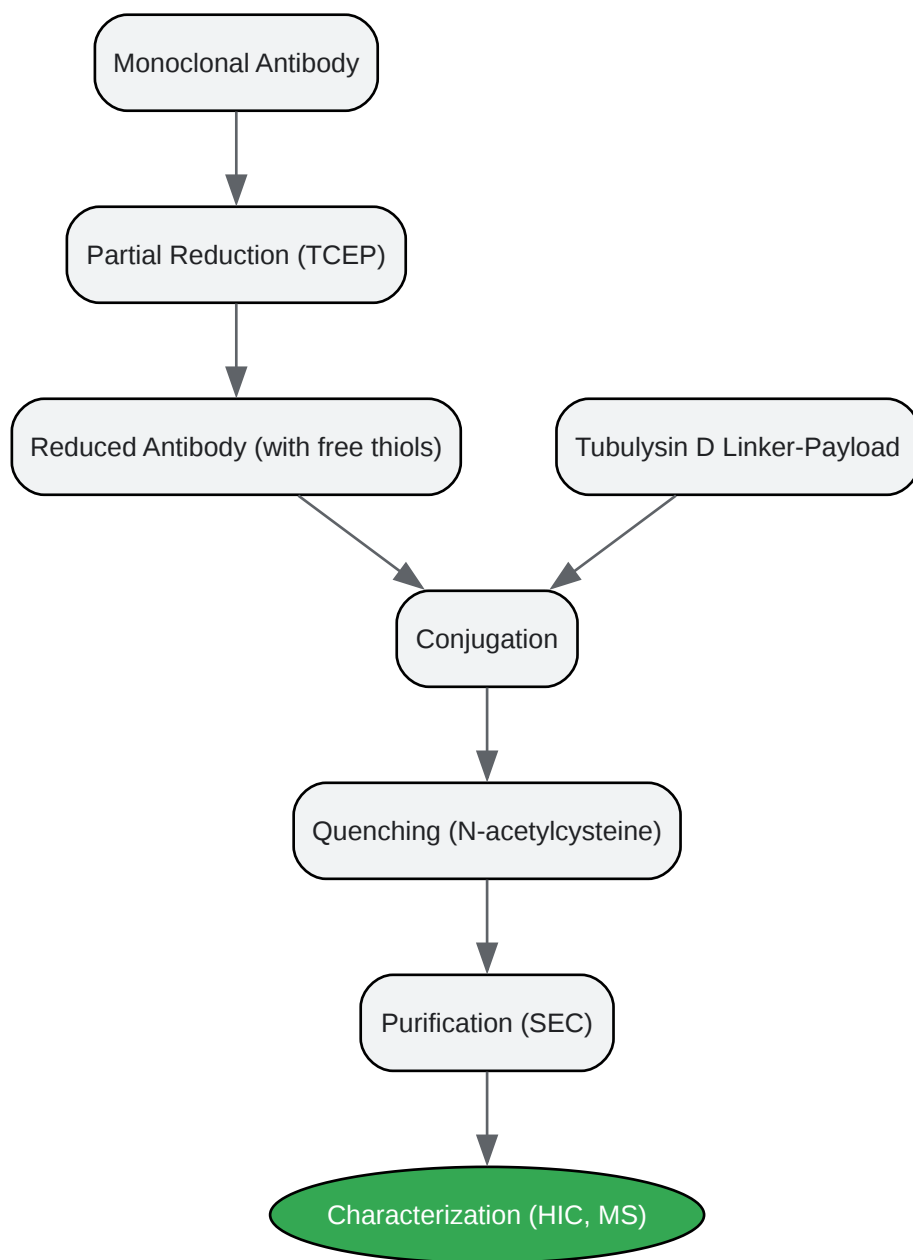 Monoclonal Antibody
Partial Reduction (TCEP)
Reduced Antibody (with free thiols)
Tubulysin D Linker-Payload
Conjugation
Quenching (N-acetylcysteine)
Purification (SEC)
Characterization (HIC, MS)